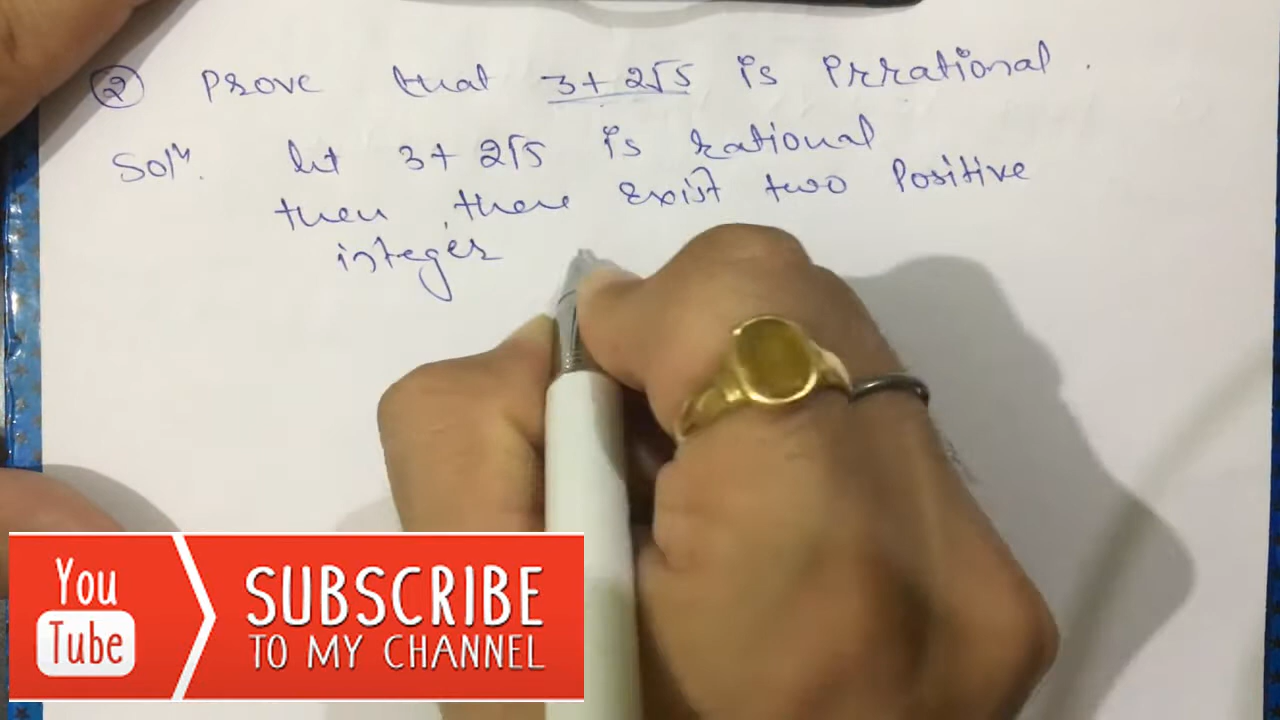 ② Prove that 3+2√5 is Irrational.
Solⁿ. let 3+ 2√5 is rational
then, there exist two Positive
integer
You
Tube
SUBSCRIBE
TO MY CHANNEL